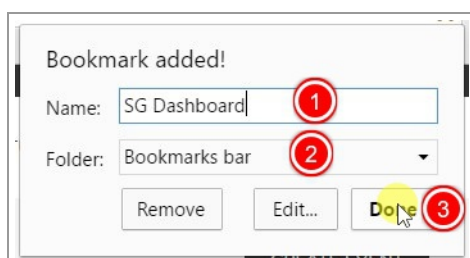 Bookmark added!
Name: SG Dashboard 1
Folder: Bookmarks bar 2
Remove Edit... Done 3